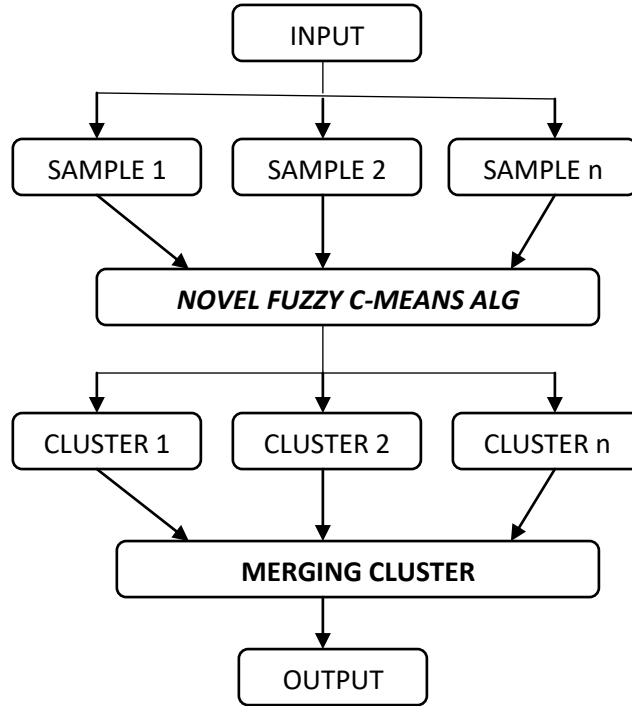 INPUT
SAMPLE 1
SAMPLE 2
SAMPLE n
NOVEL FUZZY C-MEANS ALG
CLUSTER 1
CLUSTER 2
CLUSTER n
MERGING CLUSTER
OUTPUT